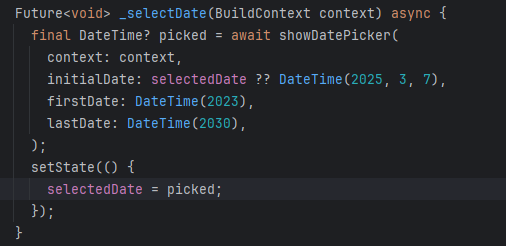 Future<void> _selectDate(BuildContext context) async {
  final DateTime? picked = await showDatePicker(
    context: context,
    initialDate: selectedDate ?? DateTime(2025, 3, 7),
    firstDate: DateTime(2023),
    lastDate: DateTime(2030),
  );
  setState(() {
    selectedDate = picked;
  });
}